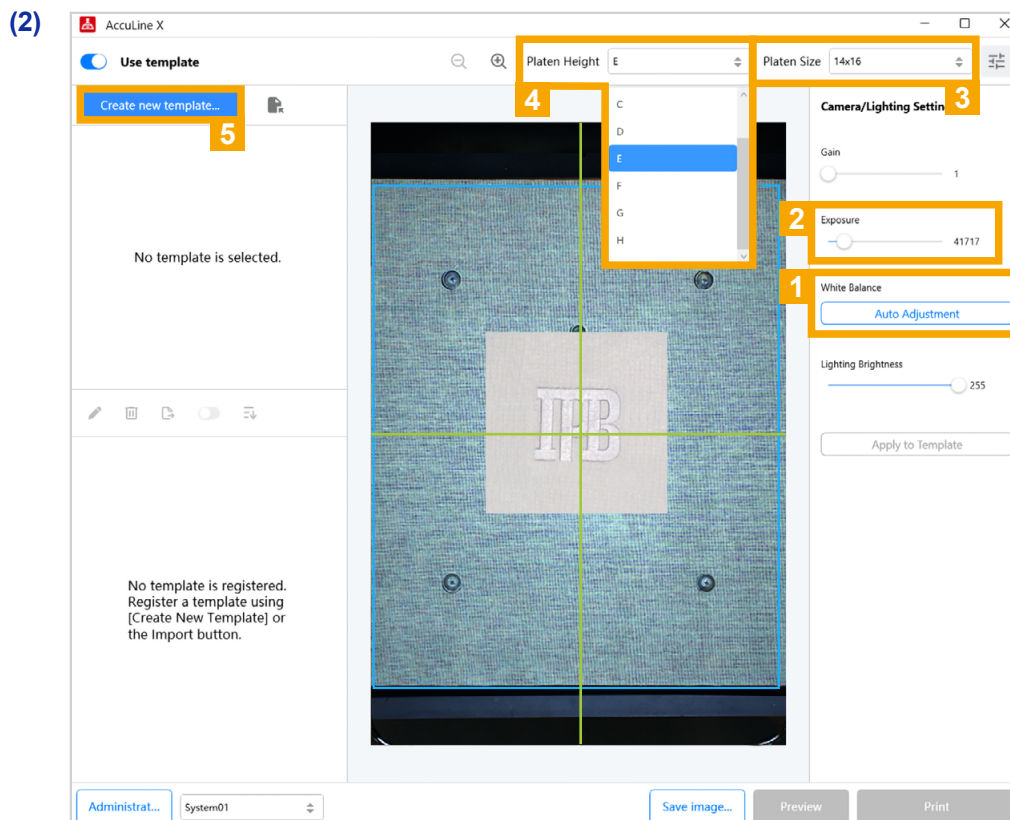 (2)
AccuLine X
Use template
Platen Height E
Platen Size 14x16
4
3
Create new template...
5
C
D
E
F
G
H
Camera/Lighting Settin
Gain
1
2
Exposure
41717
1
White Balance
Auto Adjustment
Lighting Brightness
255
Apply to Template
No template is selected.
No template is registered.
Register a template using
[Create New Template] or
the Import button.
Administrat...
System01
Save image...
Preview
Print